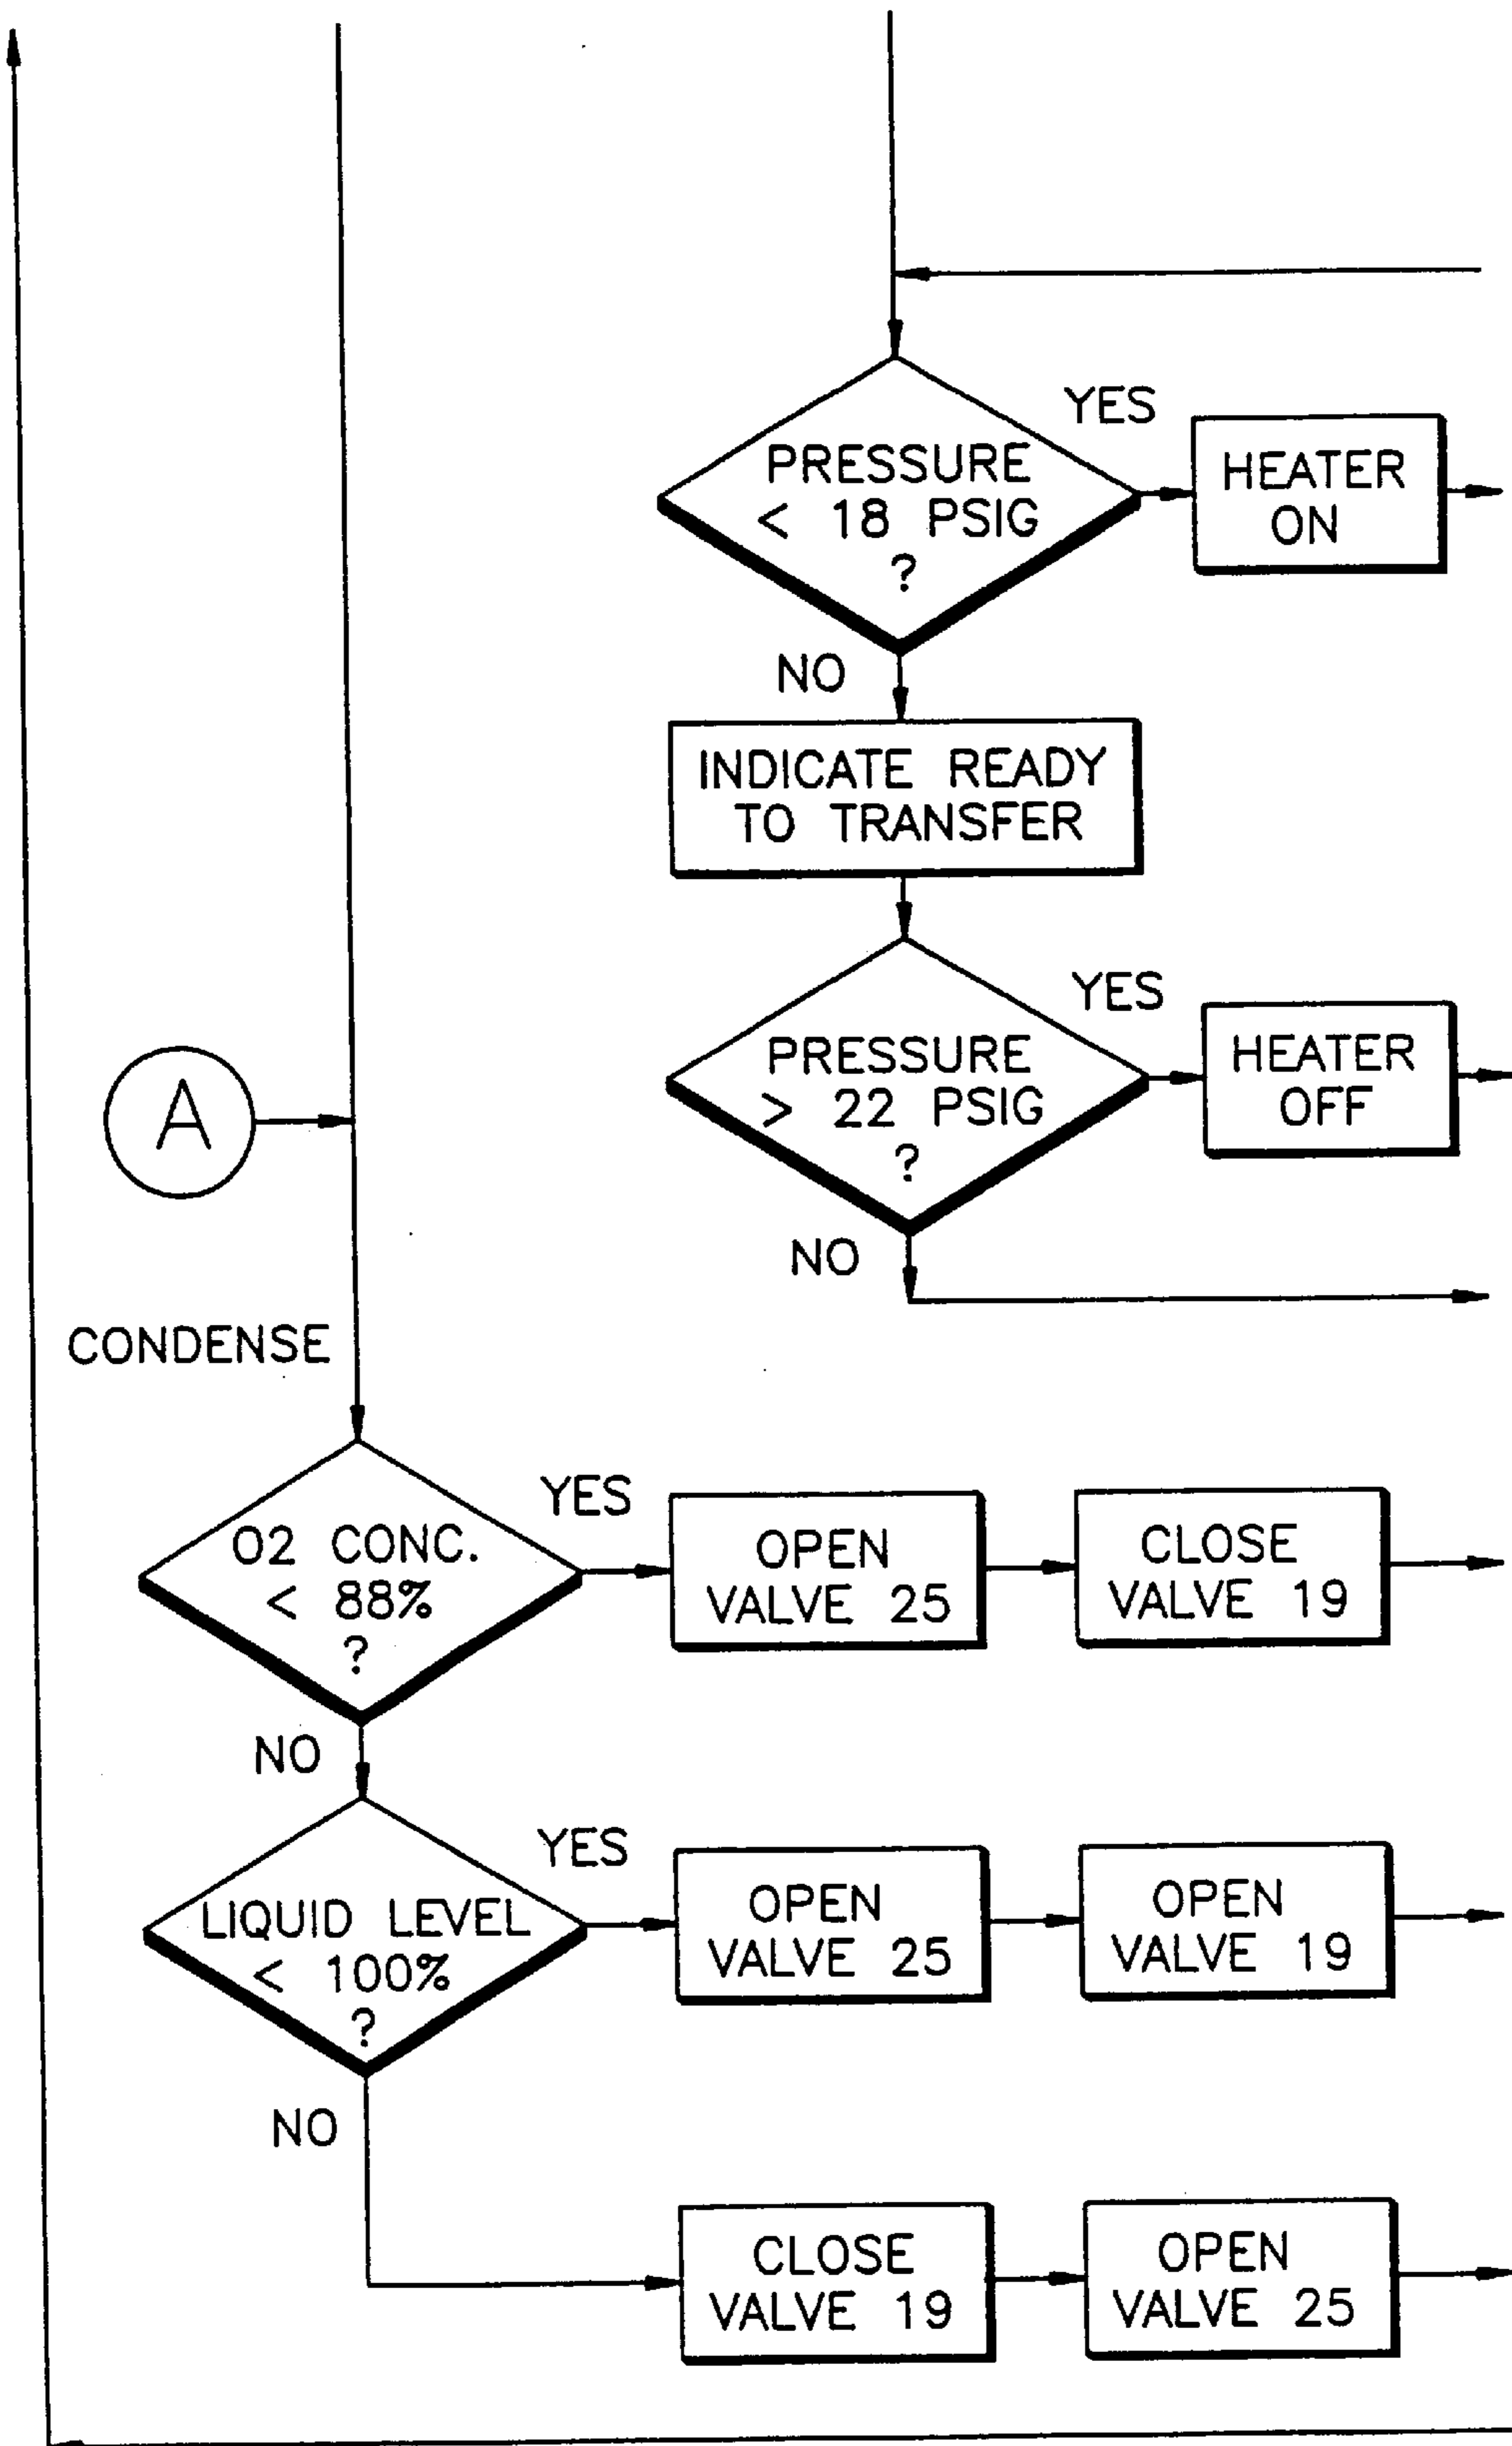 YES
PRESSURE
< 18 PSIG
?
HEATER
ON
NO
INDICATE READY
TO TRANSFER
YES
PRESSURE
> 22 PSIG
?
HEATER
OFF
NO
A
CONDENSE
YES
O2 CONC.
< 88%
?
OPEN
VALVE 25
CLOSE
VALVE 19
NO
YES
LIQUID LEVEL
< 100%
?
OPEN
VALVE 25
OPEN
VALVE 19
NO
CLOSE
VALVE 19
OPEN
VALVE 25